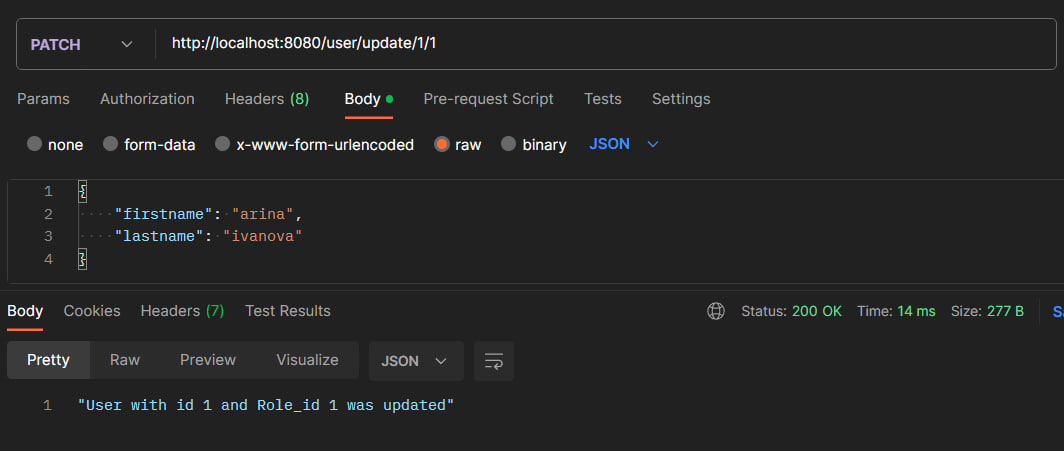 PATCH http://localhost:8080/user/update/1/1
Params Authorization Headers (8) Body Pre-request Script Tests Settings
none form-data x-www-form-urlencoded raw binary JSON
1 {
2 "firstname": "arina",
3 "lastname": "ivanova"
4 }
Body Cookies Headers (7) Test Results Status: 200 OK Time: 14 ms Size: 277 B
Pretty Raw Preview Visualize JSON
1 "User with id 1 and Role_id 1 was updated"